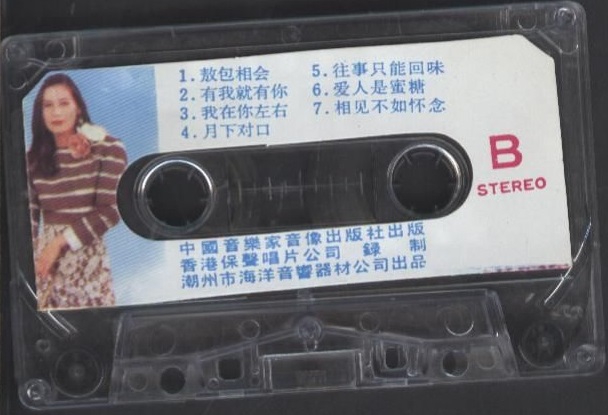 1.敖包相会
2.有我就有你
3.我在你左右
4.月下对口
5.往事只能回味
6.爱人是蜜糖
7.相见不如怀念
B
STEREO
中國音樂家音像出版社出版
香港保聲唱片公司 錄 制
潮州市海洋音響器材公司出品